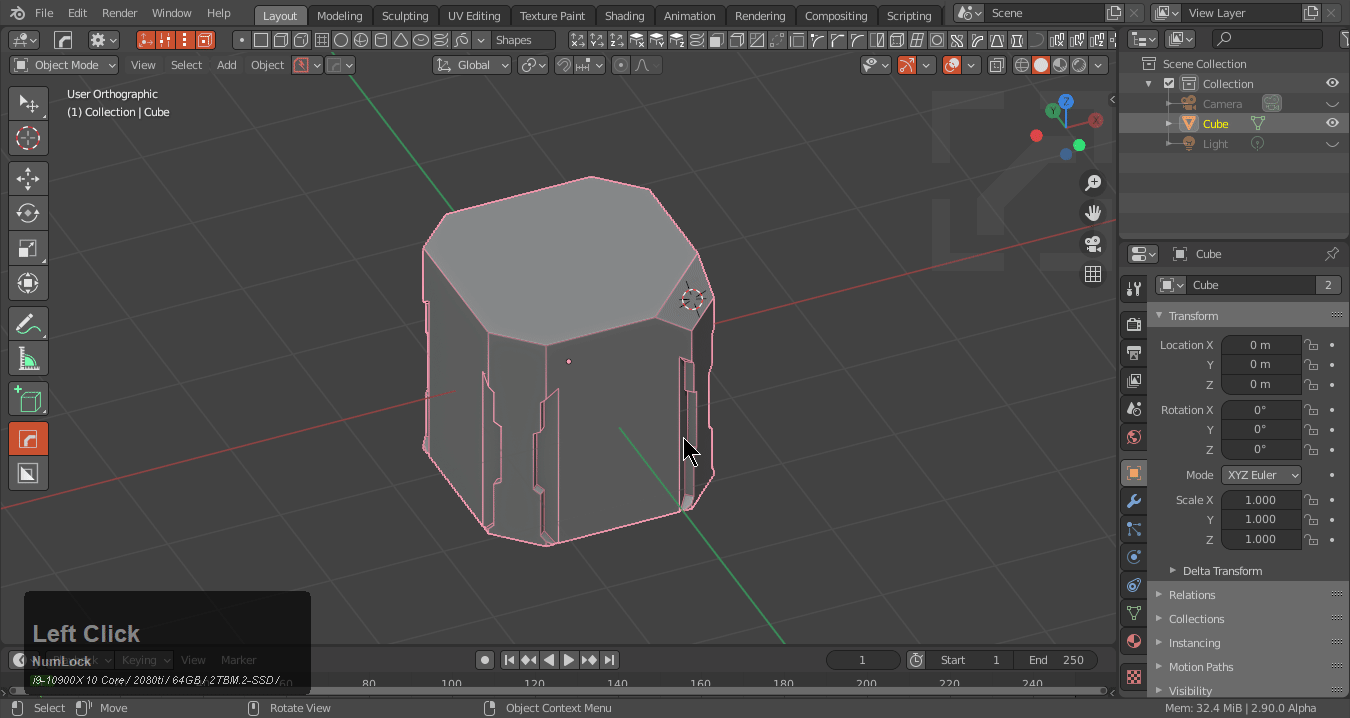 File Edit Render Window Help Layout Modeling Sculpting UV Editing Texture Paint Shading Animation Rendering Compositing Scripting Scene View Layer
Shapes
Object Mode View Select Add Object Global
User Orthographic
(1) Collection | Cube
Z
Y
X
Scene Collection
Collection
Camera
Cube
Light
Cube
Cube 2
Transform
Location X 0 m
Y 0 m
Z 0 m
Rotation X 0°
Y 0°
Z 0°
Mode XYZ Euler
Scale X 1.000
Y 1.000
Z 1.000
Delta Transform
Relations
Collections
Instancing
Motion Paths
Visibility
Left Click
NumLock
i9-10900X 10 Core / 2080ti / 64GB / 2TBM.2-SSD /
Keying View Marker 1 Start 1 End 250
60 80 100 120 140 160 180 200 220 240
Select Move Rotate View Object Context Menu Mem: 32.4 MiB | 2.90.0 Alpha